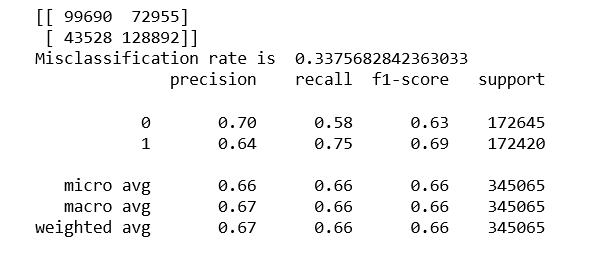 [[ 99690  72955]
 [ 43528 128892]]
Misclassification rate is  0.3375682842363033
              precision    recall  f1-score   support

           0       0.70      0.58      0.63    172645
           1       0.64      0.75      0.69    172420

   micro avg       0.66      0.66      0.66    345065
   macro avg       0.67      0.66      0.66    345065
weighted avg       0.67      0.66      0.66    345065